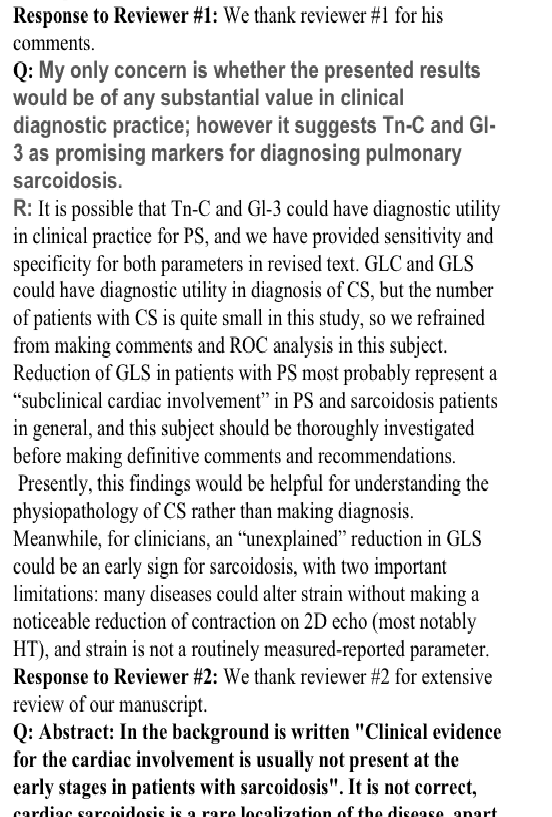 Response to Reviewer #1: We thank reviewer #1 for his
comments.
Q: My only concern is whether the presented results
would be of any substantial value in clinical
diagnostic practice; however it suggests Tn-C and Gl-
3 as promising markers for diagnosing pulmonary
sarcoidosis.
R: It is possible that Tn-C and Gl-3 could have diagnostic utility
in clinical practice for PS, and we have provided sensitivity and
specificity for both parameters in revised text. GLC and GLS
could have diagnostic utility in diagnosis of CS, but the number
of patients with CS is quite small in this study, so we refrained
from making comments and ROC analysis in this subject.
Reduction of GLS in patients with PS most probably represent a
“subclinical cardiac involvement” in PS and sarcoidosis patients
in general, and this subject should be thoroughly investigated
before making definitive comments and recommendations.
Presently, this findings would be helpful for understanding the
physiopathology of CS rather than making diagnosis.
Meanwhile, for clinicians, an “unexplained” reduction in GLS
could be an early sign for sarcoidosis, with two important
limitations: many diseases could alter strain without making a
noticeable reduction of contraction on 2D echo (most notably
HT), and strain is not a routinely measured-reported parameter.
Response to Reviewer #2: We thank reviewer #2 for extensive
review of our manuscript.
Q: Abstract: In the background is written "Clinical evidence
for the cardiac involvement is usually not present at the
early stages in patients with sarcoidosis". It is not correct,
cardiac sarcoidosis is a rare localization of the disease, apart